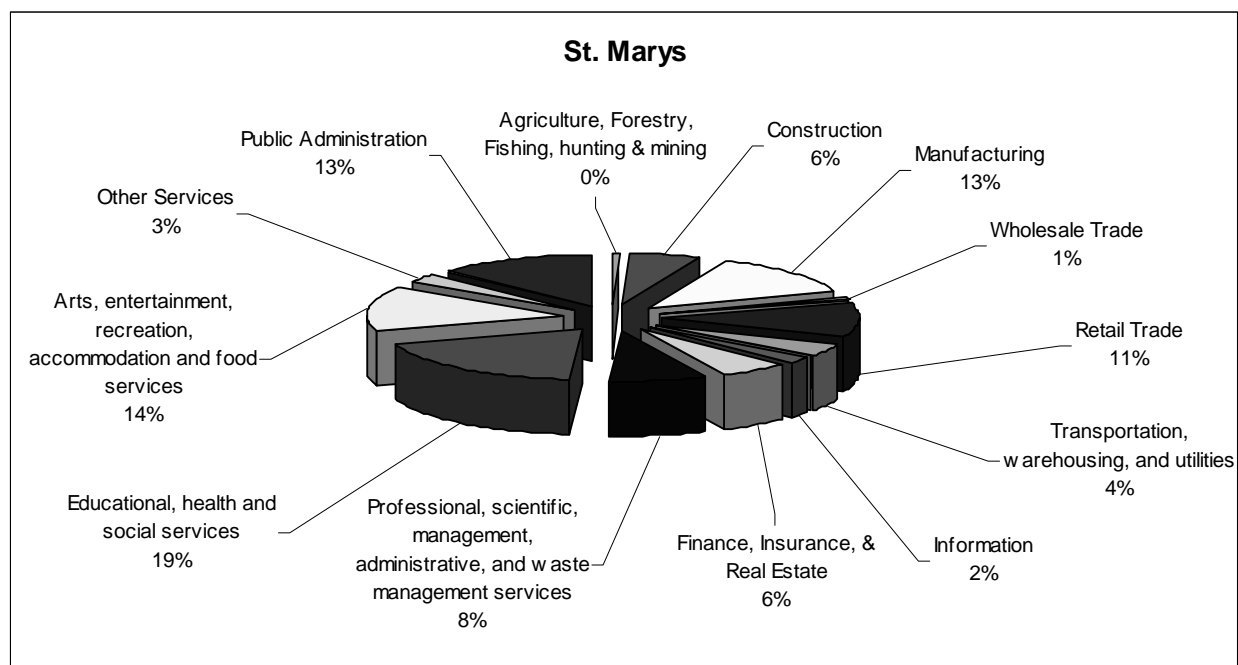 St. Marys
Agriculture, Forestry,
Fishing, hunting & mining
0%
Construction
6%
Manufacturing
13%
Wholesale Trade
1%
Retail Trade
11%
Transportation,
warehousing, and utilities
4%
Information
2%
Finance, Insurance, &
Real Estate
6%
Professional, scientific,
management,
administrative, and waste
management services
8%
Educational, health and
social services
19%
Arts, entertainment,
recreation,
accommodation and food
services
14%
Other Services
3%
Public Administration
13%